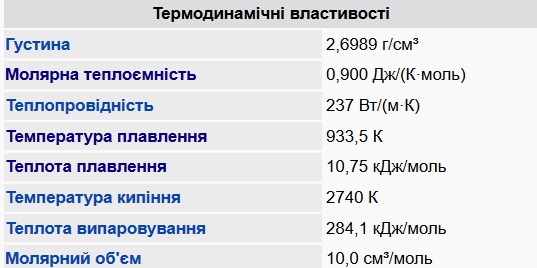 Термодинамічні властивості
Густина 2,6989 г/см³
Молярна теплоємність 0,900 Дж/(К·моль)
Теплопровідність 237 Вт/(м·К)
Температура плавлення 933,5 К
Теплота плавлення 10,75 кДж/моль
Температура кипіння 2740 К
Теплота випаровування 284,1 кДж/моль
Молярний об'єм 10,0 см³/моль